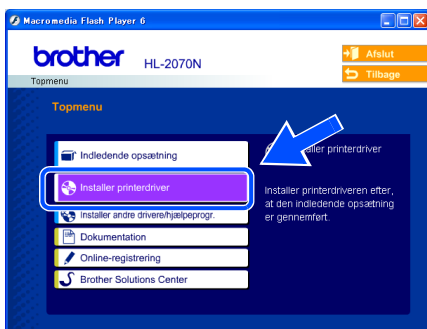 Macromedia Flash Player 6
brother HL-2070N
Afslut
Tilbage
Topmenu
Topmenu
Indledende opsætning
Installer printerdriver
Installer andre drivere/hjælpeprogr.
Dokumentation
Online-registrering
Brother Solutions Center
printerdriver
Installer printerdriveren efter,
at den indledende opsætning
er gennemført.